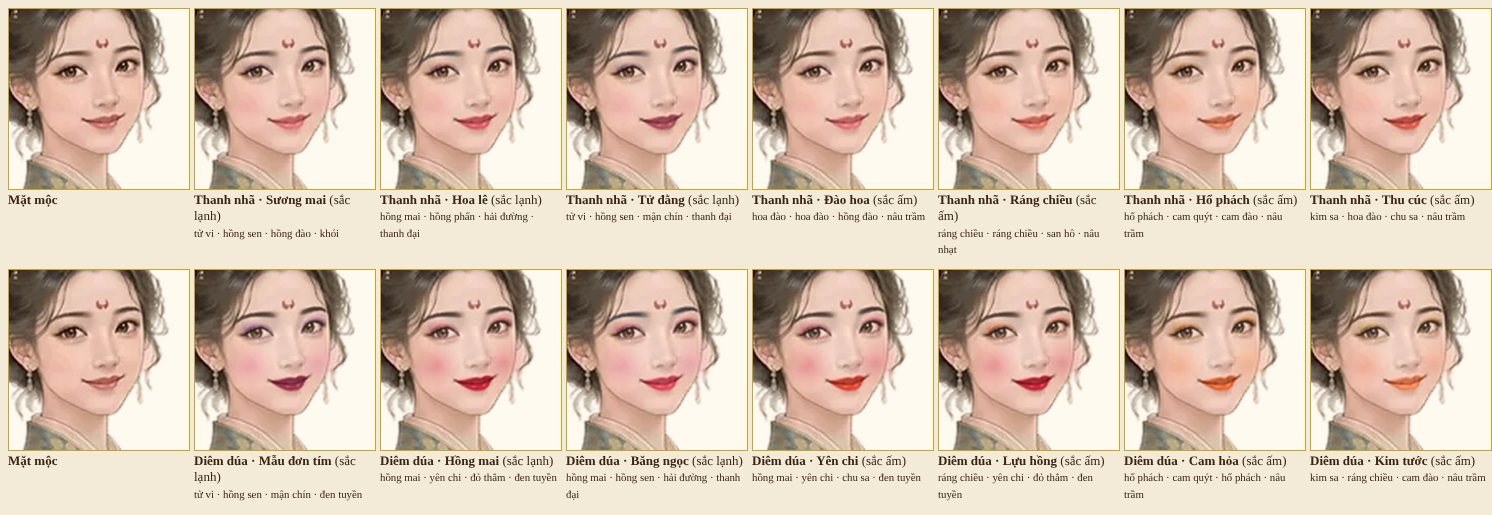 Mặt mộc
Thanh nhã · Sương mai (sắc
lạnh)
tử vi · hồng sen · hồng đào · khói
Thanh nhã · Hoa lê (sắc lạnh)
hồng mai · hồng phấn · hải đường ·
thanh đại
Thanh nhã · Tử đằng (sắc lạnh)
tử vi · hồng sen · mận chín · thanh đại
Thanh nhã · Đào hoa (sắc ấm)
hoa đào · hoa đào · hồng đào · nâu trầm
Thanh nhã · Ráng chiều (sắc
ấm)
ráng chiều · ráng chiều · san hô · nâu
nhạt
Thanh nhã · Hổ phách (sắc ấm)
hổ phách · cam quýt · cam đào · nâu
trầm
Thanh nhã · Thu cúc (sắc ấm)
kim sa · hoa đào · chu sa · nâu trầm
Mặt mộc
Diêm dúa · Mẫu đơn tím (sắc
lạnh)
tử vi · hồng sen · mận chín · đen tuyền
Diêm dúa · Hồng mai (sắc lạnh)
hồng mai · yên chi · đỏ thắm · đen tuyền
Diêm dúa · Băng ngọc (sắc lạnh)
hồng mai · hồng sen · hải đường · thanh
đại
Diêm dúa · Yên chi (sắc ấm)
hồng mai · yên chi · chu sa · đen tuyền
Diêm dúa · Lựu hồng (sắc ấm)
ráng chiều · yên chi · đỏ thắm · đen
tuyền
Diêm dúa · Cam hỏa (sắc ấm)
hổ phách · cam quýt · hổ phách · nâu
trầm
Diêm dúa · Kim tước (sắc ấm)
kim sa · ráng chiều · cam đào · nâu trầm